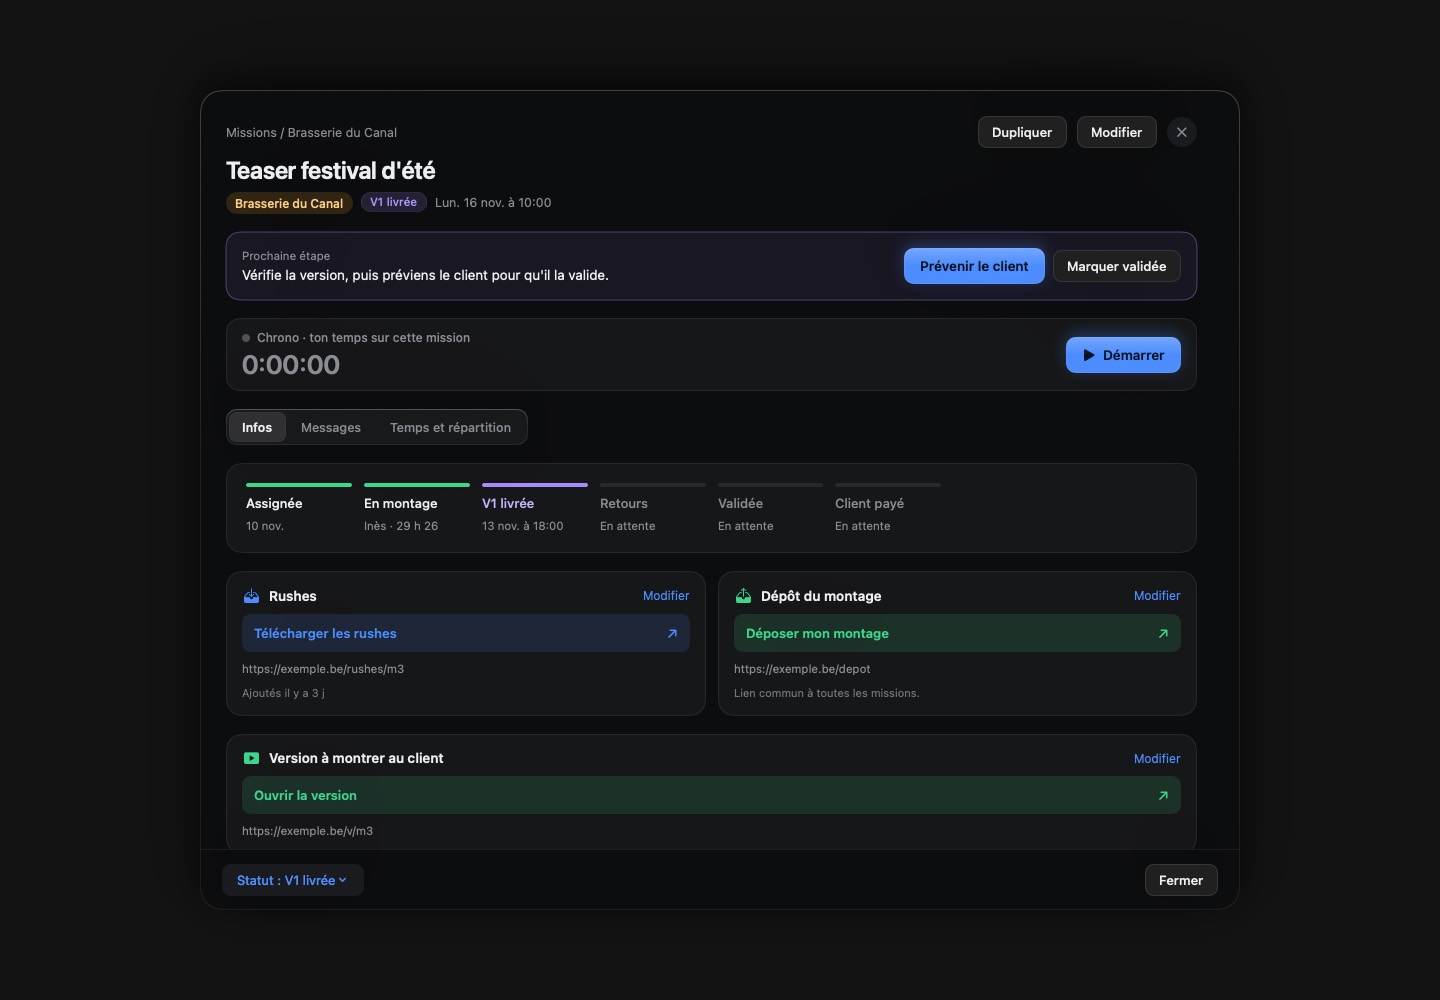 Missions / Brasserie du Canal
Dupliquer
Modifier
Teaser festival d'été
Brasserie du Canal
V1 livrée
Lun. 16 nov. à 10:00
Prochaine étape
Vérifie la version, puis préviens le client pour qu'il la valide.
Prévenir le client
Marquer validée
Chrono · ton temps sur cette mission
0:00:00
Démarrer
Infos
Messages
Temps et répartition
Assignée
10 nov.
En montage
Inès · 29 h 26
V1 livrée
13 nov. à 18:00
Retours
En attente
Validée
En attente
Client payé
En attente
Rushes
Modifier
Télécharger les rushes
https://exemple.be/rushes/m3
Ajoutés il y a 3 j
Dépôt du montage
Modifier
Déposer mon montage
https://exemple.be/depot
Lien commun à toutes les missions.
Version à montrer au client
Modifier
Ouvrir la version
https://exemple.be/v/m3
Statut : V1 livrée
Fermer